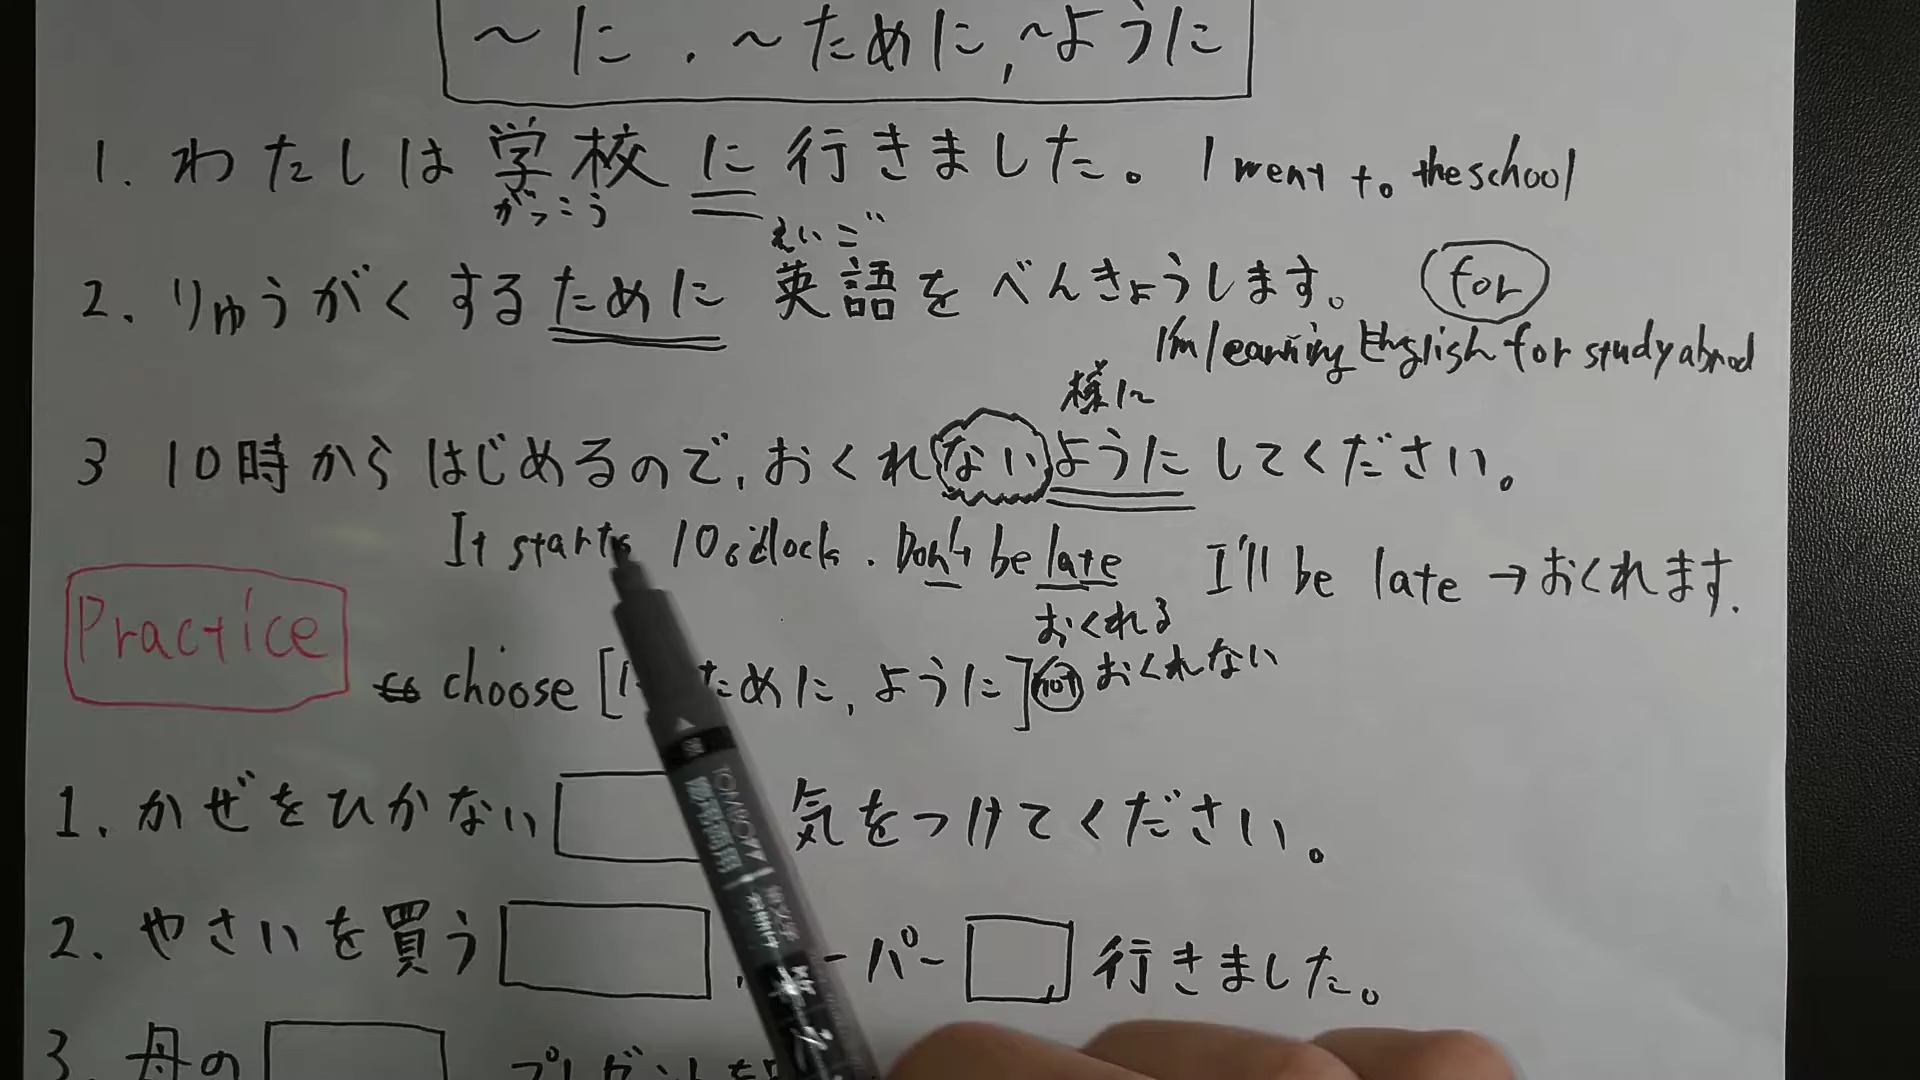 〜に . 〜ために, 〜ように
1. わたしは学校に行きました。 I went to the school
がっこう
えいご
2. りゅうがくするために 英語をべんきょうします。 for
I'm learning English for study abroad
様に
3 10時からはじめるので, おくれないようにしてください。
It starts 10 o'clock. Don't be late I'll be late → おくれます.
おくれる
Practice
choose [に ために, ように] not おくれない
1. かぜをひかない 気をつけてください。
2. やさいを買う ーパー 行きました。
3. 母の プレゼントを
TOMBOW